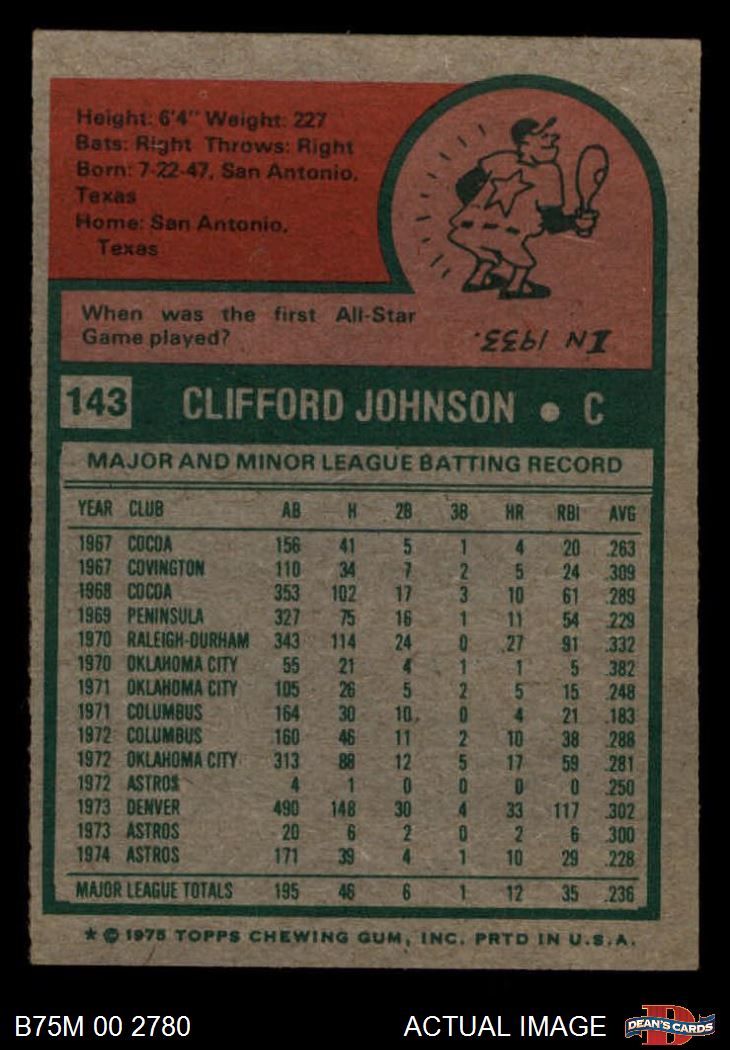 Height: 6'4" Weight: 227
Bats: Right Throws: Right
Born: 7-22-47, San Antonio,
Texas
Home: San Antonio,
Texas
When was the first All-Star
Game played?
IN 1933.
143 CLIFFORD JOHNSON • C
MAJOR AND MINOR LEAGUE BATTING RECORD
YEAR CLUB AB H 2B 3B HR RBI AVG
1967 COCOA 156 41 5 1 4 20 .263
1967 COVINGTON 110 34 7 2 5 24 .309
1968 COCOA 353 102 17 3 10 61 .289
1969 PENINSULA 327 75 16 1 11 54 .229
1970 RALEIGH-DURHAM 343 114 24 0 27 91 .332
1970 OKLAHOMA CITY 55 21 4 1 1 5 .382
1971 OKLAHOMA CITY 105 26 5 2 5 15 .248
1971 COLUMBUS 164 30 10 0 4 21 .183
1972 COLUMBUS 160 46 11 2 10 38 .288
1972 OKLAHOMA CITY 313 88 12 5 17 59 .281
1972 ASTROS 4 1 0 0 0 0 .250
1973 DENVER 490 148 30 4 33 117 .302
1973 ASTROS 20 6 2 0 2 6 .300
1974 ASTROS 171 39 4 1 10 29 .228
MAJOR LEAGUE TOTALS 195 46 6 1 12 35 .236
* © 1975 TOPPS CHEWING GUM, INC. PRTD IN U.S.A.
B75M 00 2780 ACTUAL IMAGE D DEAN'S CARDS